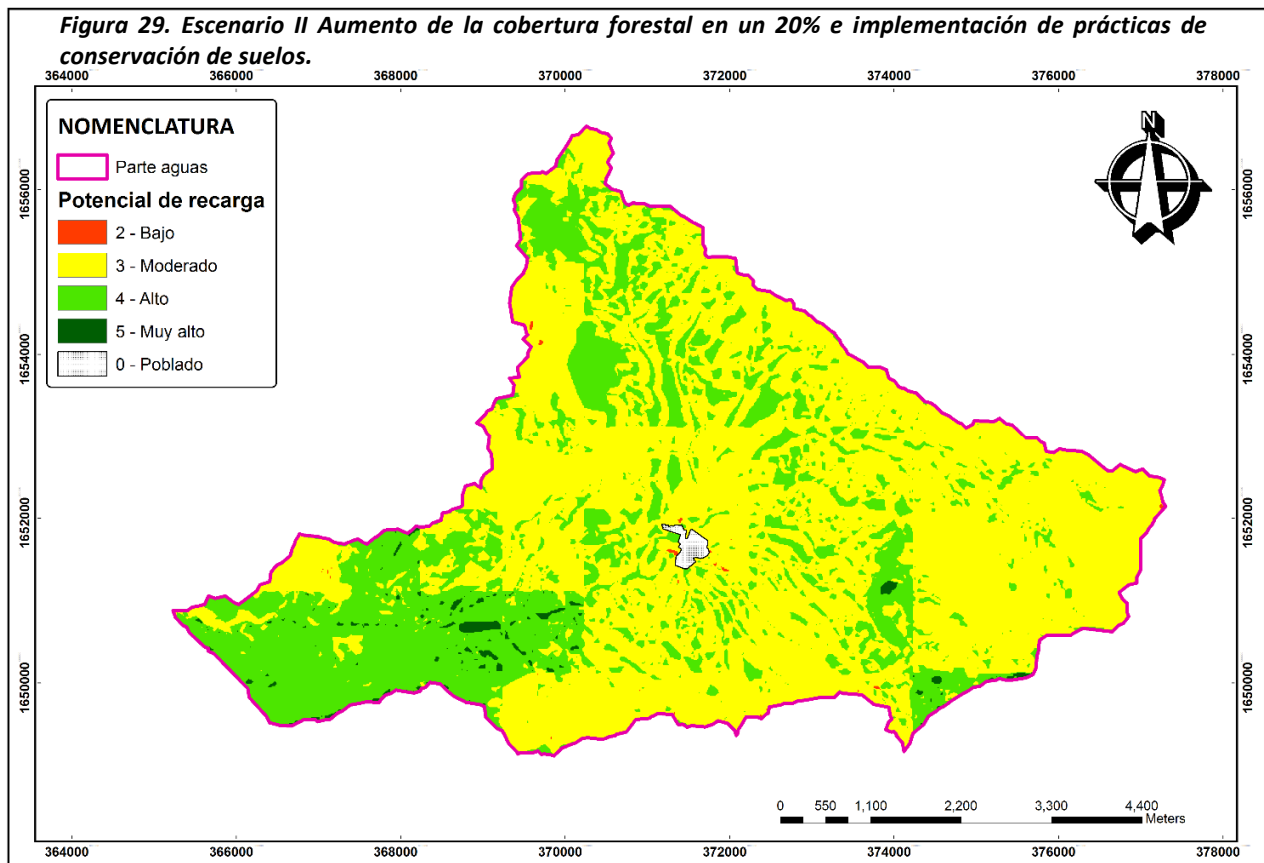 Figura 29. Escenario II Aumento de la cobertura forestal en un 20% e implementación de prácticas de
conservación de suelos.
364000 366000 368000 370000 372000 374000 376000 378000
NOMENCLATURA
Parte aguas
Potencial de recarga
2 - Bajo
3 - Moderado
4 - Alto
5 - Muy alto
0 - Poblado
N
1656000
1654000
1652000
1650000
1656000
1654000
1652000
1650000
0 550 1,100 2,200 3,300 4,400
Meters
364000 366000 368000 370000 372000 374000 376000 378000